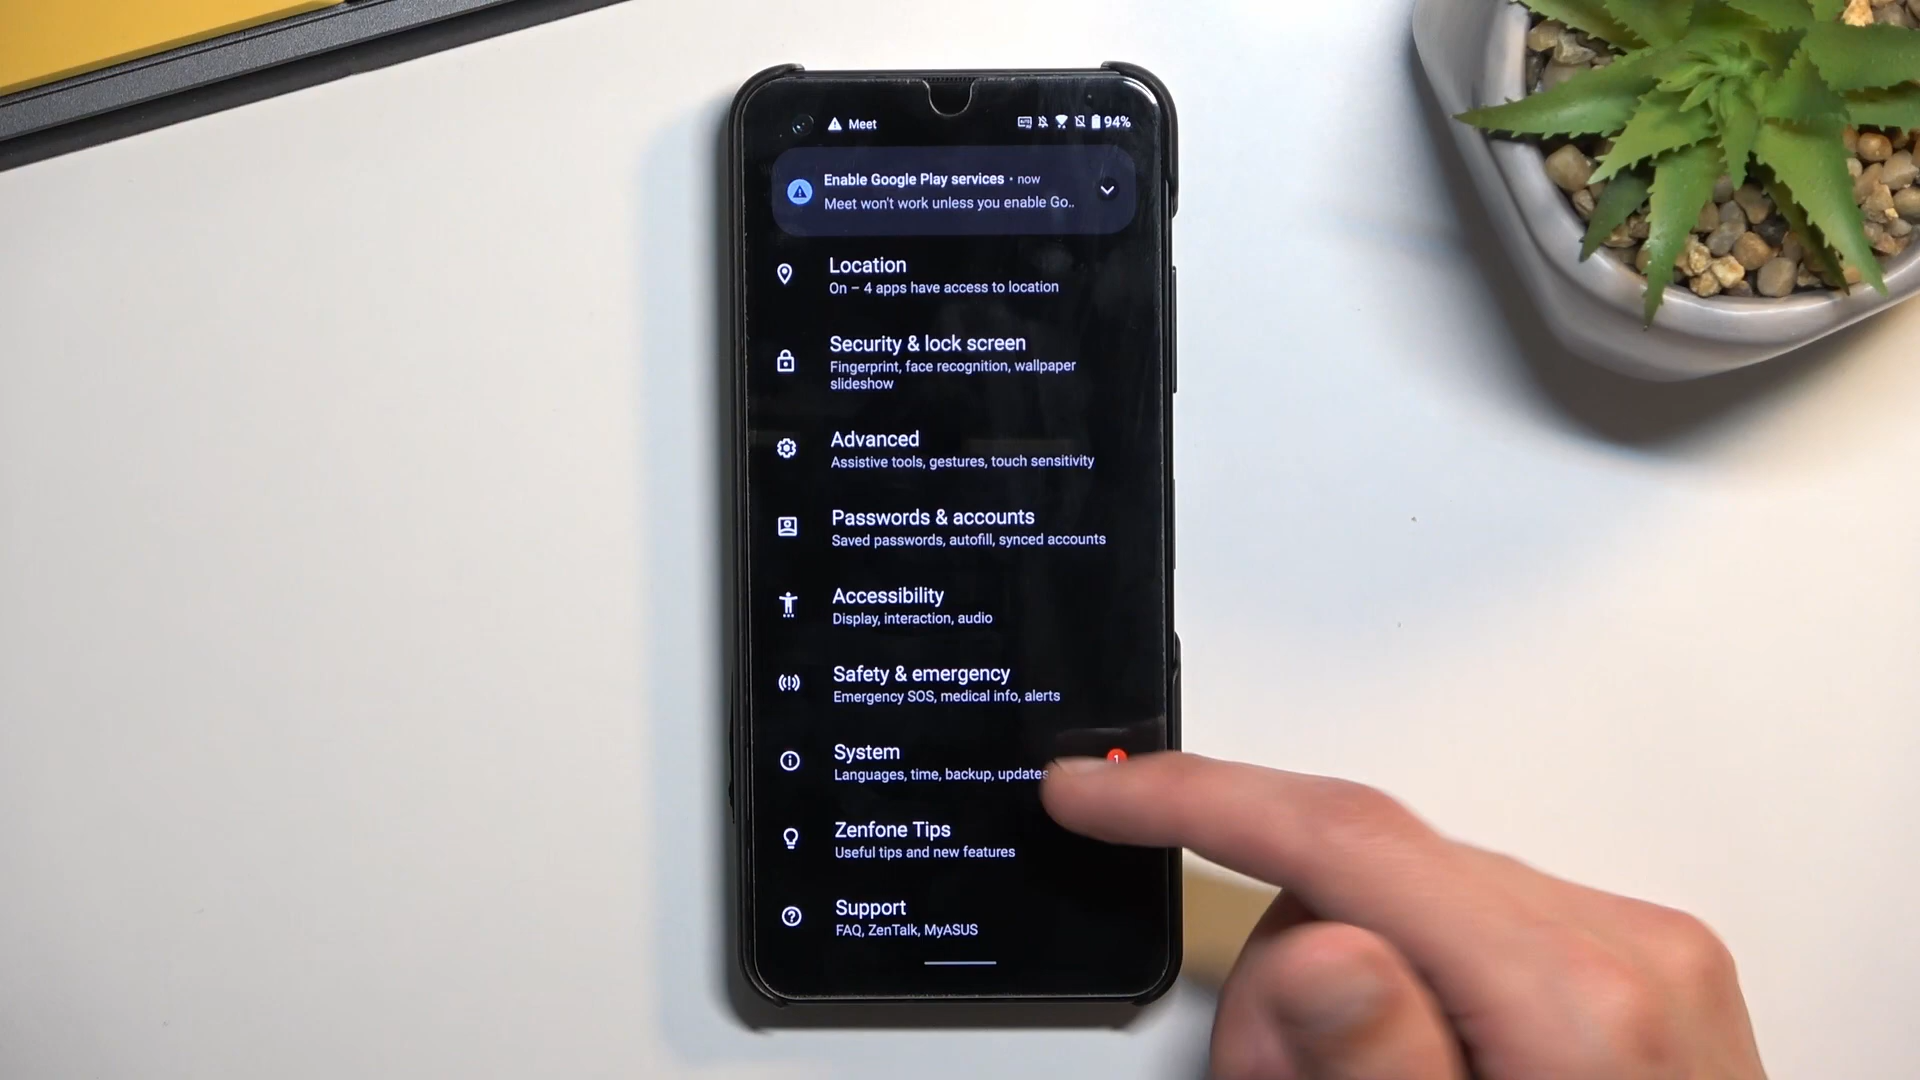 Meet
94%
Enable Google Play services • now
Meet won't work unless you enable Go..
Location
On – 4 apps have access to location
Security & lock screen
Fingerprint, face recognition, wallpaper
slideshow
Advanced
Assistive tools, gestures, touch sensitivity
Passwords & accounts
Saved passwords, autofill, synced accounts
Accessibility
Display, interaction, audio
Safety & emergency
Emergency SOS, medical info, alerts
System
1
Languages, time, backup, updates
Zenfone Tips
Useful tips and new features
Support
FAQ, ZenTalk, MyASUS